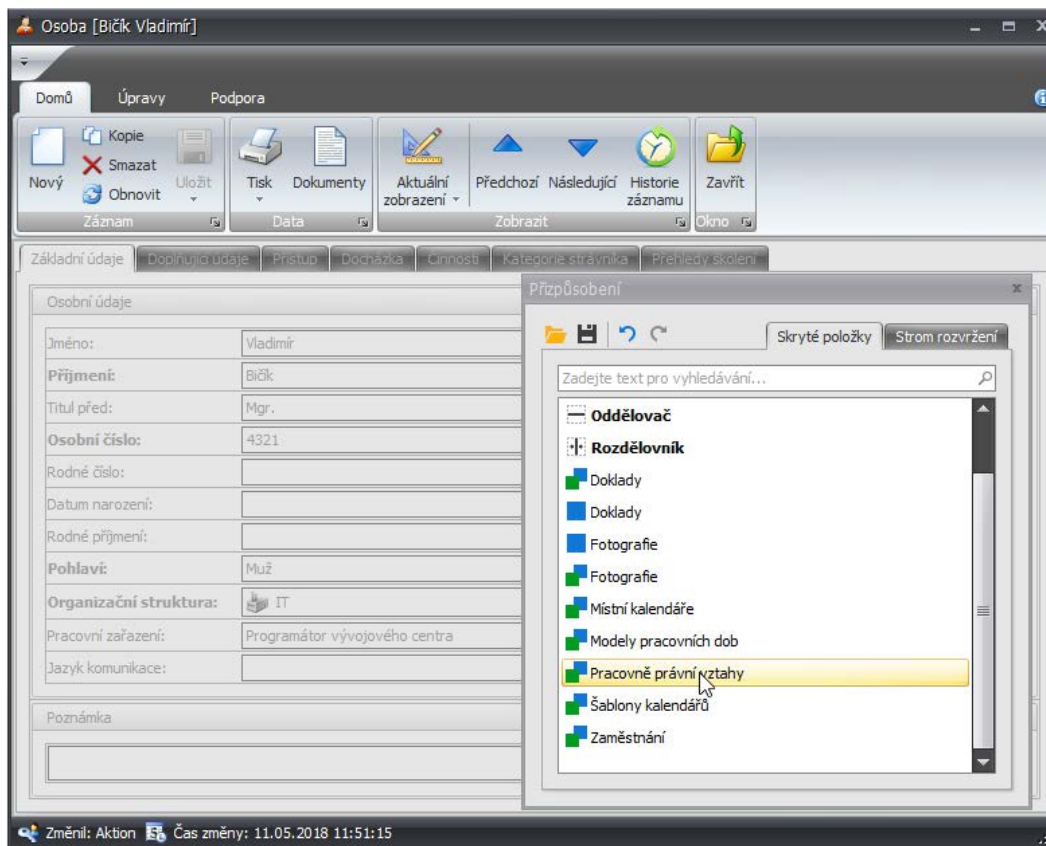 Osoba [Bičík Vladimír]
Domů Úpravy Podpora
Nový Kopie Smazat Obnovit Uložit
Tisk Dokumenty
Aktuální zobrazení Předchozí Následující Historie záznamu
Zavřít
Záznam Data Zobrazit Okno
Základní údaje Doplňující údaje Přístup Docházka Činnosti Kategorie strávníka Přehledy školení
Osobní údaje
Jméno: Vladimír
Příjmení: Bičík
Titul před: Mgr.
Osobní číslo: 4321
Rodné číslo:
Datum narození:
Rodné příjmení:
Pohlaví: Muž
Organizační struktura: IT
Pracovní zařazení: Programátor vývojového centra
Jazyk komunikace:
Poznámka
Přizpůsobení
Skryté položky Strom rozvržení
Zadejte text pro vyhledávání...
Oddělovač
Rozdělovník
Doklady
Doklady
Fotografie
Fotografie
Místní kalendáře
Modely pracovních dob
Pracovně právní vztahy
Šablony kalendářů
Zaměstnání
Změnil: Aktion Čas změny: 11.05.2018 11:51:15